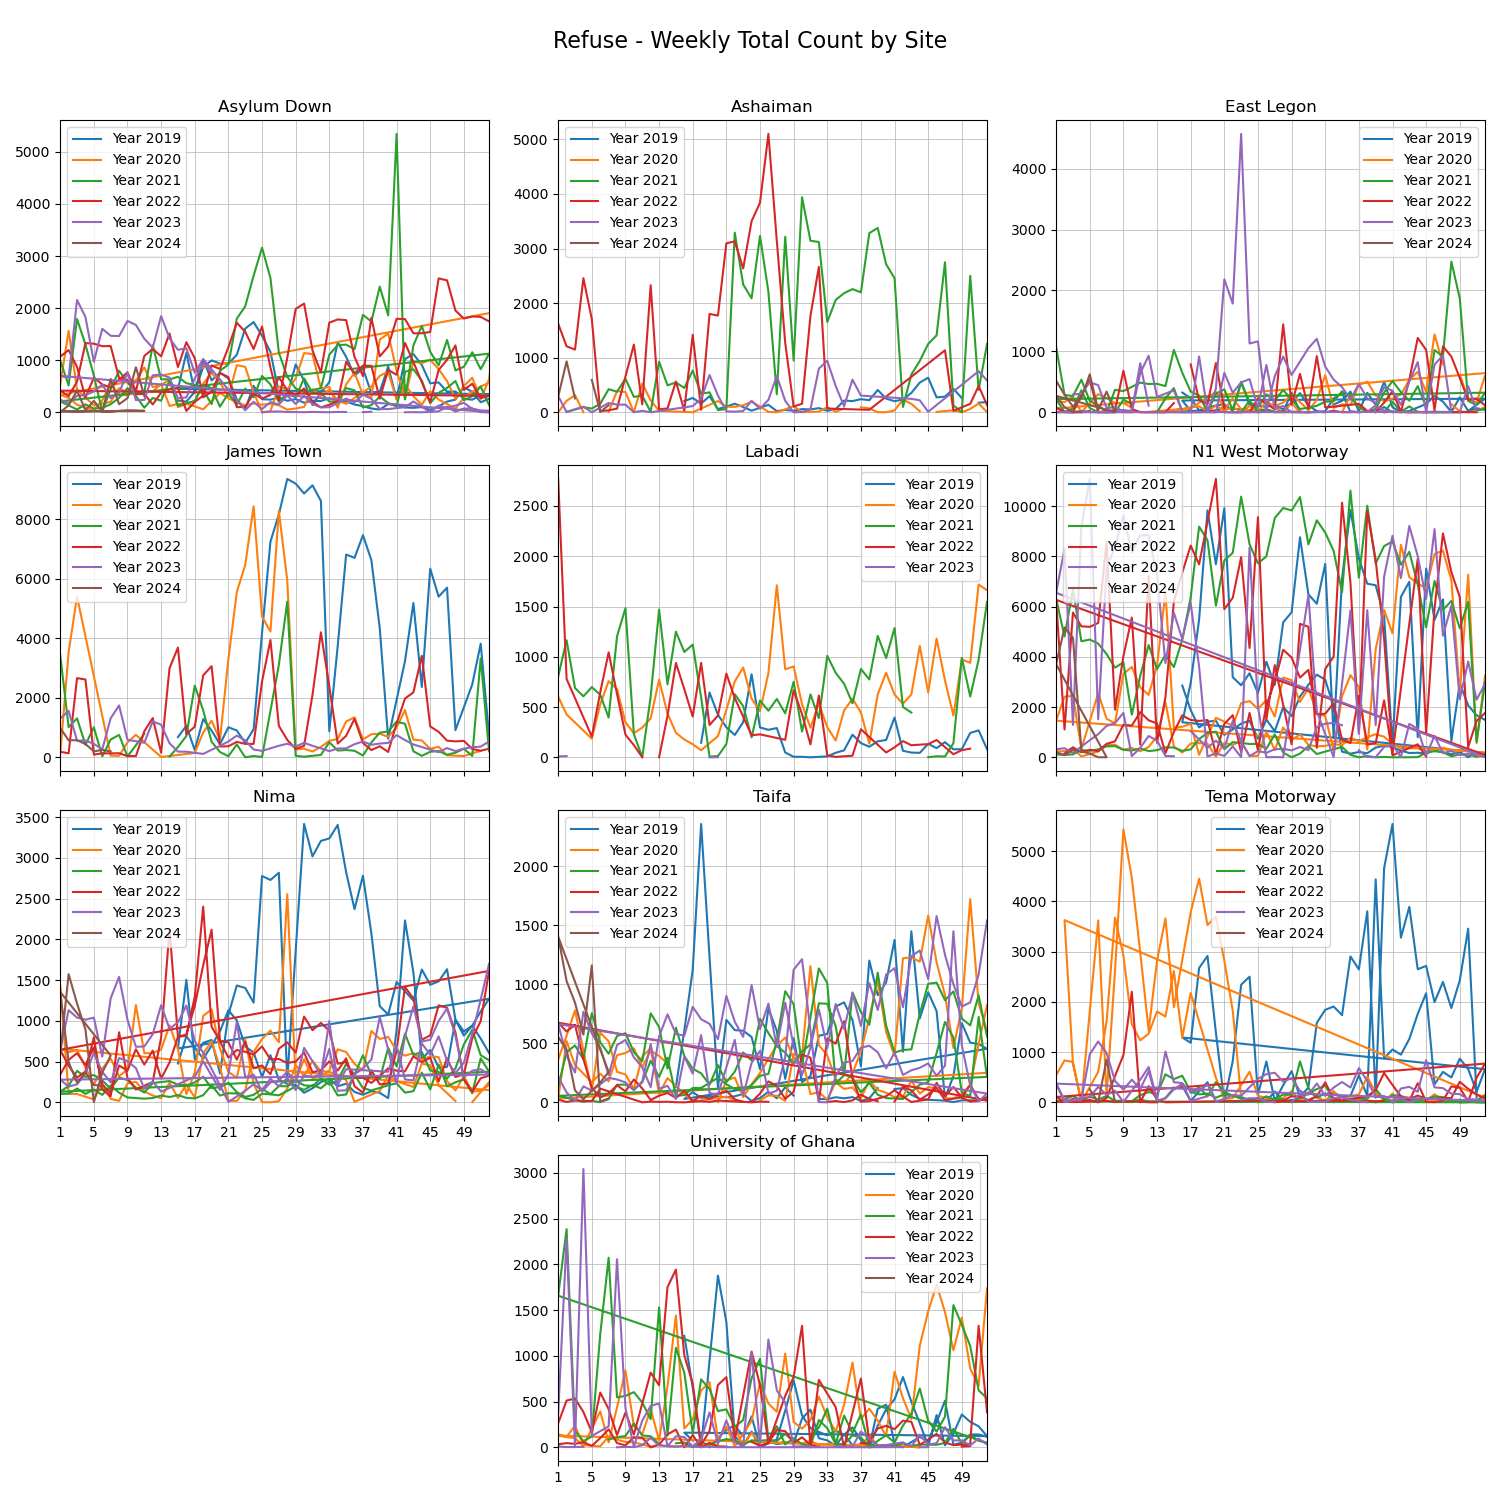 Refuse - Weekly Total Count by Site
Asylum Down
Year 2019
Year 2020
Year 2021
Year 2022
Year 2023
Year 2024
5000
4000
3000
2000
1000
0
Ashaiman
Year 2019
Year 2020
Year 2021
Year 2022
Year 2023
Year 2024
5000
4000
3000
2000
1000
0
East Legon
Year 2019
Year 2020
Year 2021
Year 2022
Year 2023
Year 2024
4000
3000
2000
1000
0
James Town
Year 2019
Year 2020
Year 2021
Year 2022
Year 2023
Year 2024
8000
6000
4000
2000
0
Labadi
Year 2019
Year 2020
Year 2021
Year 2022
Year 2023
2500
2000
1500
1000
500
0
N1 West Motorway
Year 2019
Year 2020
Year 2021
Year 2022
Year 2023
Year 2024
10000
8000
6000
4000
2000
0
Nima
Year 2019
Year 2020
Year 2021
Year 2022
Year 2023
Year 2024
3500
3000
2500
2000
1500
1000
500
0
1 5 9 13 17 21 25 29 33 37 41 45 49
Taifa
Year 2019
Year 2020
Year 2021
Year 2022
Year 2023
Year 2024
2000
1500
1000
500
0
Tema Motorway
Year 2019
Year 2020
Year 2021
Year 2022
Year 2023
Year 2024
5000
4000
3000
2000
1000
0
1 5 9 13 17 21 25 29 33 37 41 45 49
University of Ghana
Year 2019
Year 2020
Year 2021
Year 2022
Year 2023
Year 2024
3000
2500
2000
1500
1000
500
0
1 5 9 13 17 21 25 29 33 37 41 45 49